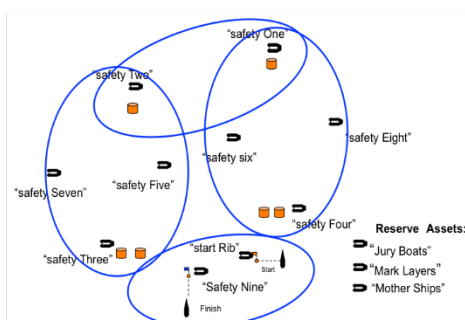 “safety One”
“safety Two”
“safety Eight”
“safety six”
“safety Five”
“safety Seven”
“safety Four”
“safety Three”
“start Rib”
Start
“Safety Nine”
Finish
Reserve Assets:
“Jury Boats”
“Mark Layers”
“Mother Ships”